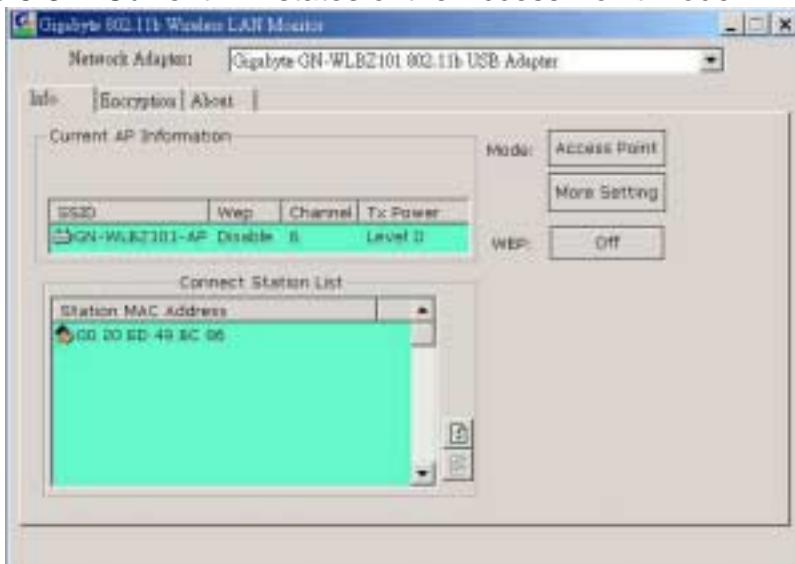 Gigabyte 802.11b Wireless LAN Monitor
Network Adapter: Gigabyte GN-WLBZ101 802.11b USB Adapter
Info Encryption About
Current AP Information
Mode: Access Point
More Setting
SSID Wep Channel Tx Power
GN-WLBZ101-AP Disable 6 Level 0
WEP: Off
Connect Station List
Station MAC Address
00 20 ED 49 BC 06